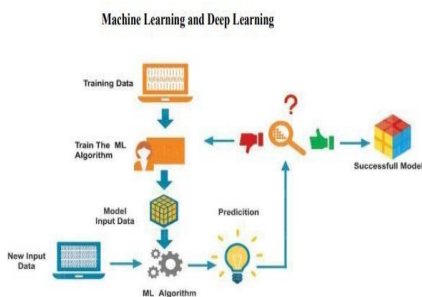 Machine Learning and Deep Learning
Training Data
Train The ML
Algorithm
?
Successfull Model
Model
Input Data
Predicition
New Input
Data
ML Algorithm